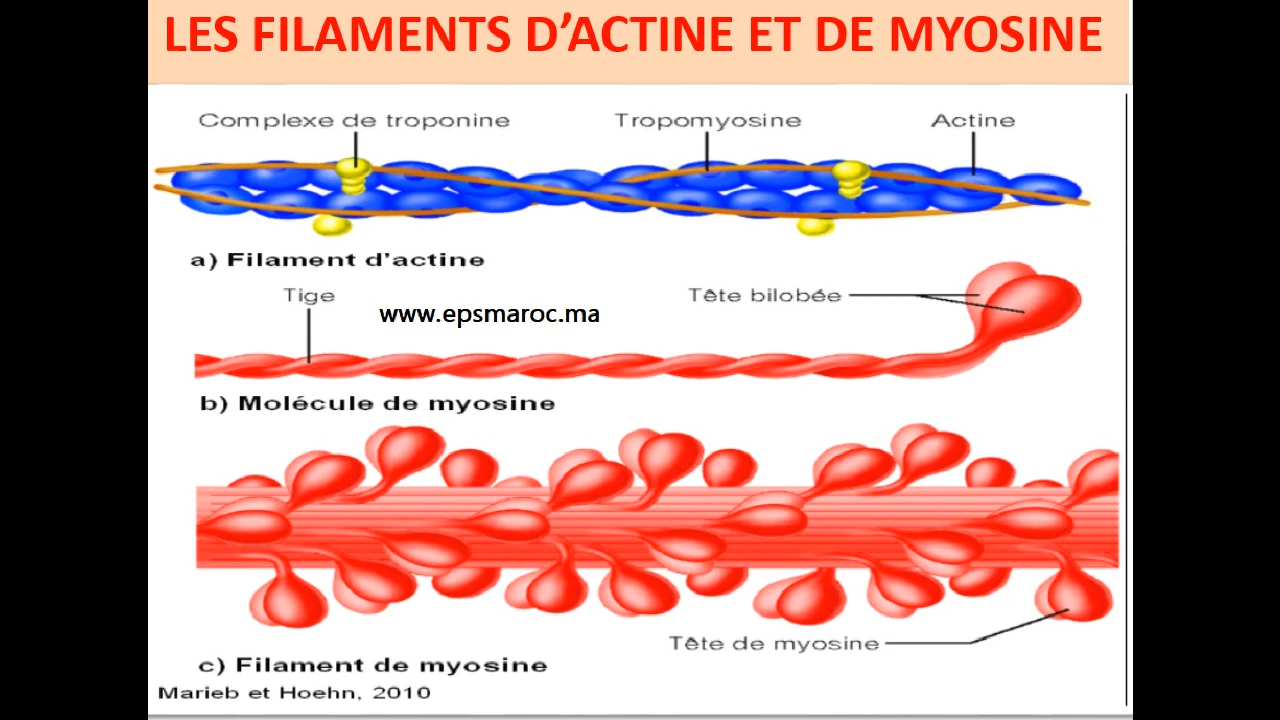 LES FILAMENTS D’ACTINE ET DE MYOSINE
Complexe de troponine Tropomyosine Actine
a) Filament d’actine
Tige Tête bilobée
www.epsmaroc.ma
b) Molécule de myosine
Tête de myosine
c) Filament de myosine
Marieb et Hoehn, 2010